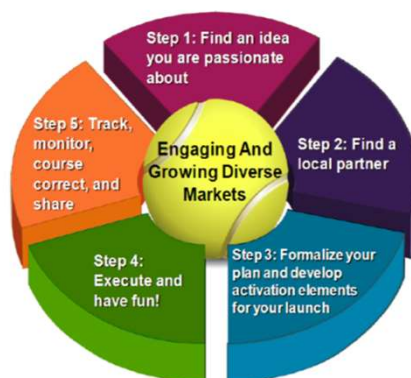 Step 1: Find an idea
you are passionate
about
Step 2: Find a
local partner
Step 3: Formalize your
plan and develop
activation elements
for your launch
Step 4:
Execute and
have fun!
Step 5: Track,
monitor,
course
correct, and
share
Engaging And
Growing Diverse
Markets